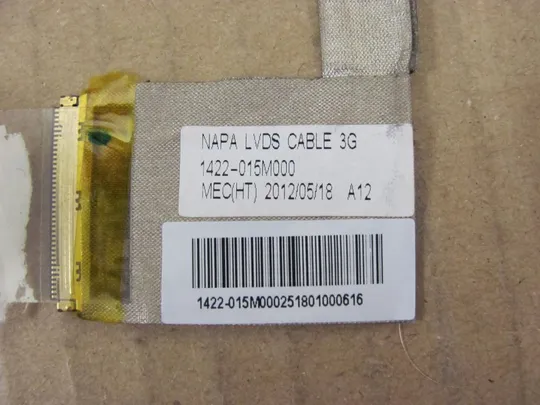 NAPA LVDS CABLE 3G
1422-015M000
MEC(HT) 2012/05/18 A12
1422-015M000251801000616